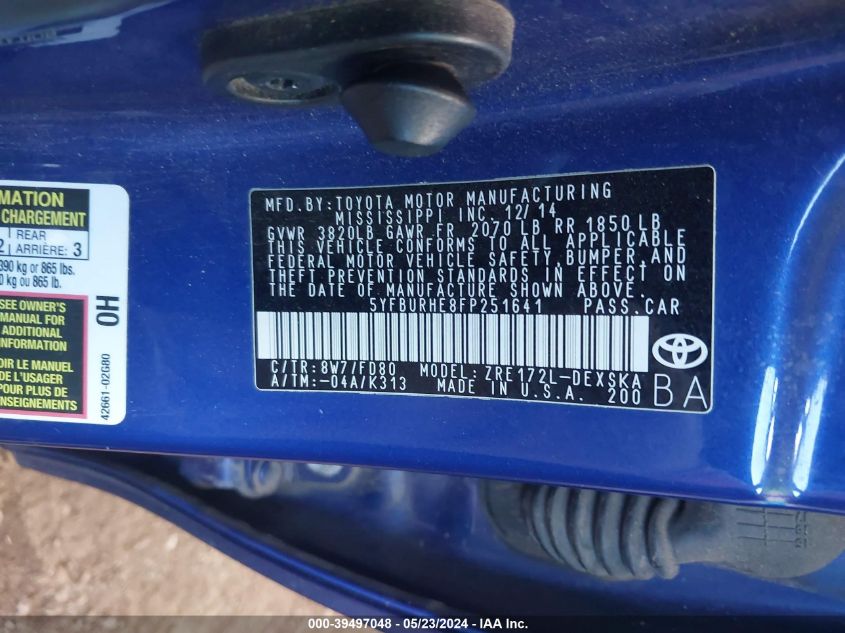 MATION
CHARGEMENT
REAR
2 ARRIÈRE: 3
390 kg or 865 lbs.
0 kg ou 865 lb.
SEE OWNER'S
MANUAL FOR
ADDITIONAL
INFORMATION
OIR LE MANUEL
DE L'USAGER
POUR PLUS DE
ENSEIGNEMENTS
OH
42661-02G80
MFD.BY:TOYOTA MOTOR MANUFACTURING
MISSISSIPPI INC. 12/14
GVWR 3820LB GAWR FR 2070 LB RR 1850 LB
THIS VEHICLE CONFORMS TO ALL APPLICABLE
FEDERAL MOTOR VEHICLE SAFETY,BUMPER,AND
THEFT PREVENTION STANDARDS IN EFFECT ON
THE DATE OF MANUFACTURE SHOWN ABOVE.
5YFBURHE8FP251641 PASS.CAR
C/TR:8W7/FD80 MODEL: ZRE172L-DEXSKA
A/TM:-04A/K313 MADE IN U.S.A. 200
BA
000-39497048 - 05/23/2024 - IAAI - IAA Inc.